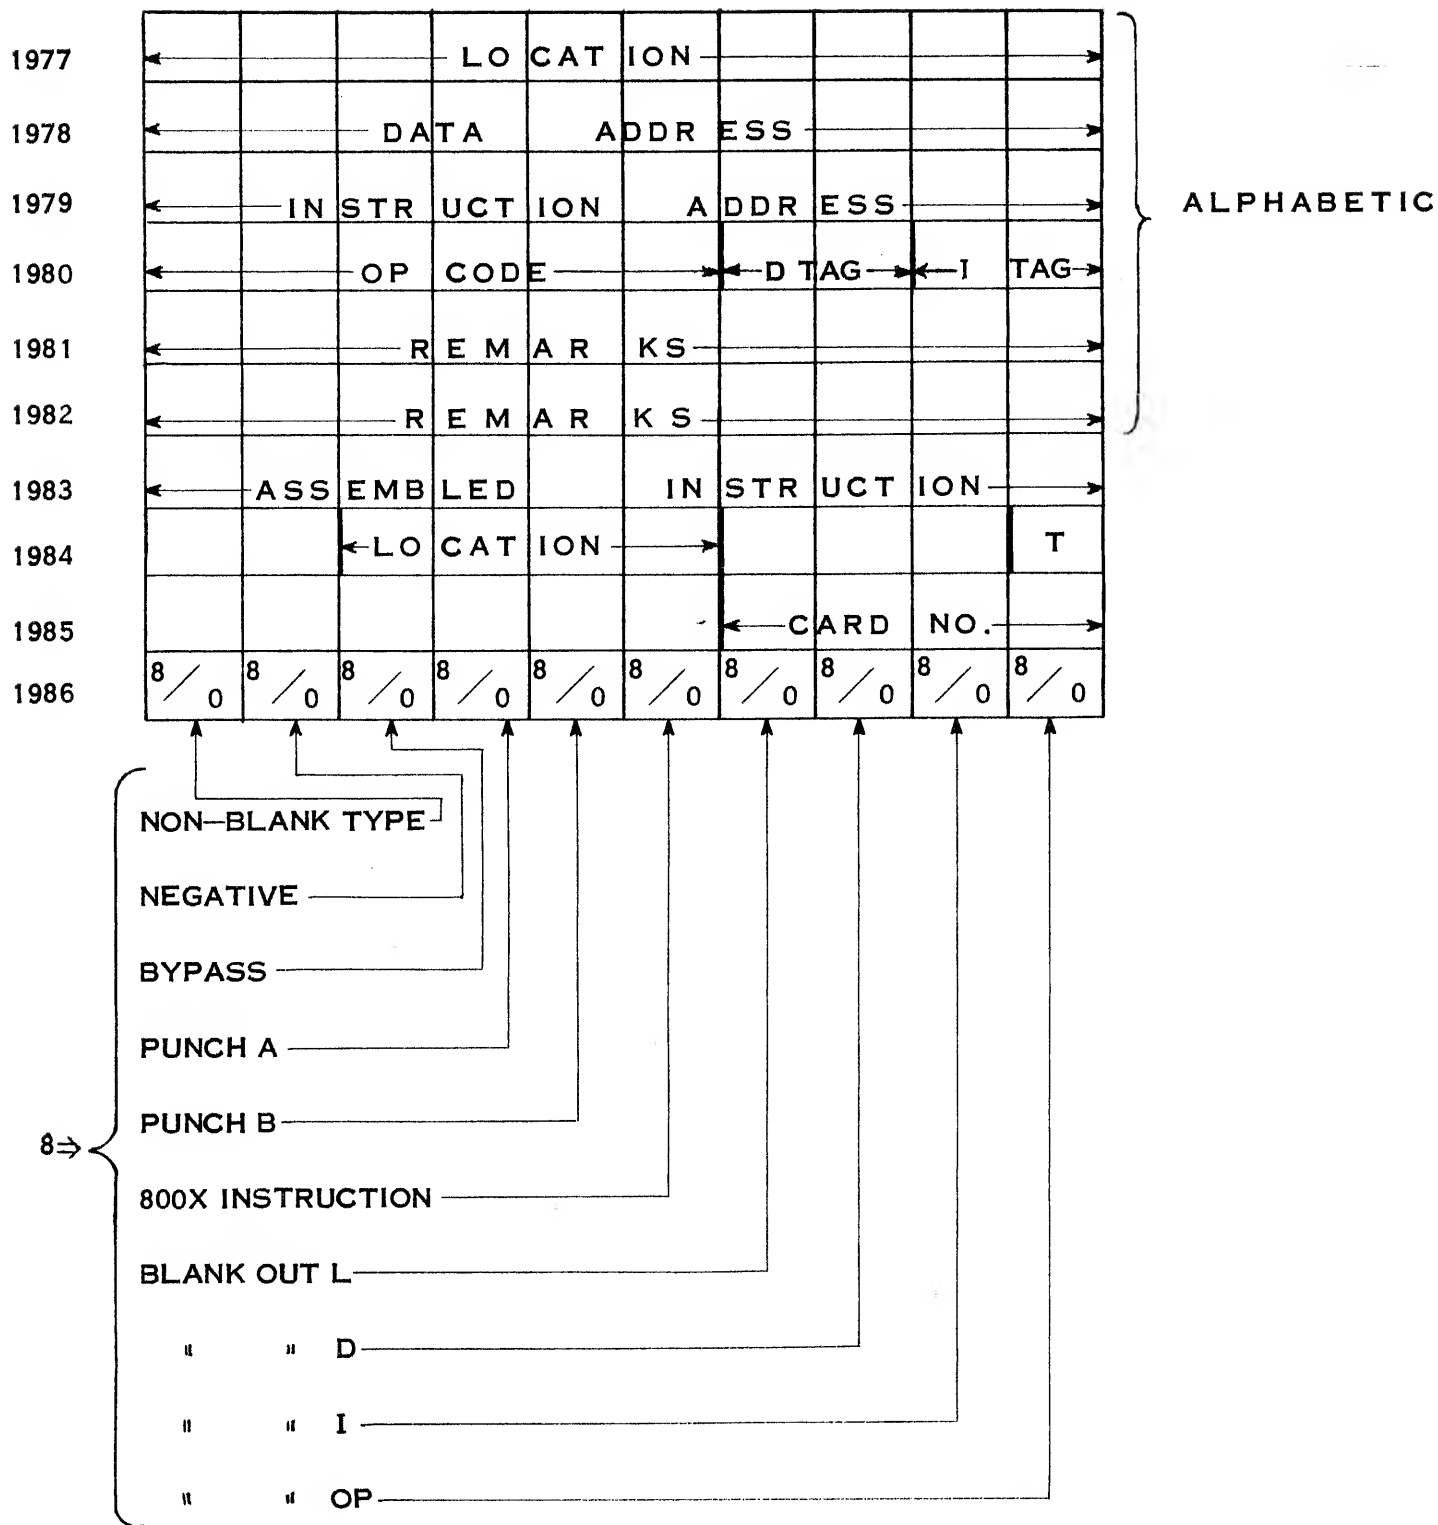 1977 LOCATION
1978 DATA ADDRESS
1979 INSTRUCTION ADDRESS
ALPHABETIC
1980 OP CODE D TAG I TAG
1981 REMARKS
1982 REMARKS
1983 ASSEMBLED INSTRUCTION
1984 LOCATION T
1985 CARD NO.
1986 8/0 8/0 8/0 8/0 8/0 8/0 8/0 8/0 8/0 8/0
NON-BLANK TYPE
NEGATIVE
BYPASS
PUNCH A
PUNCH B
8⇒
800X INSTRUCTION
BLANK OUT L
" " D
" " I
" " OP